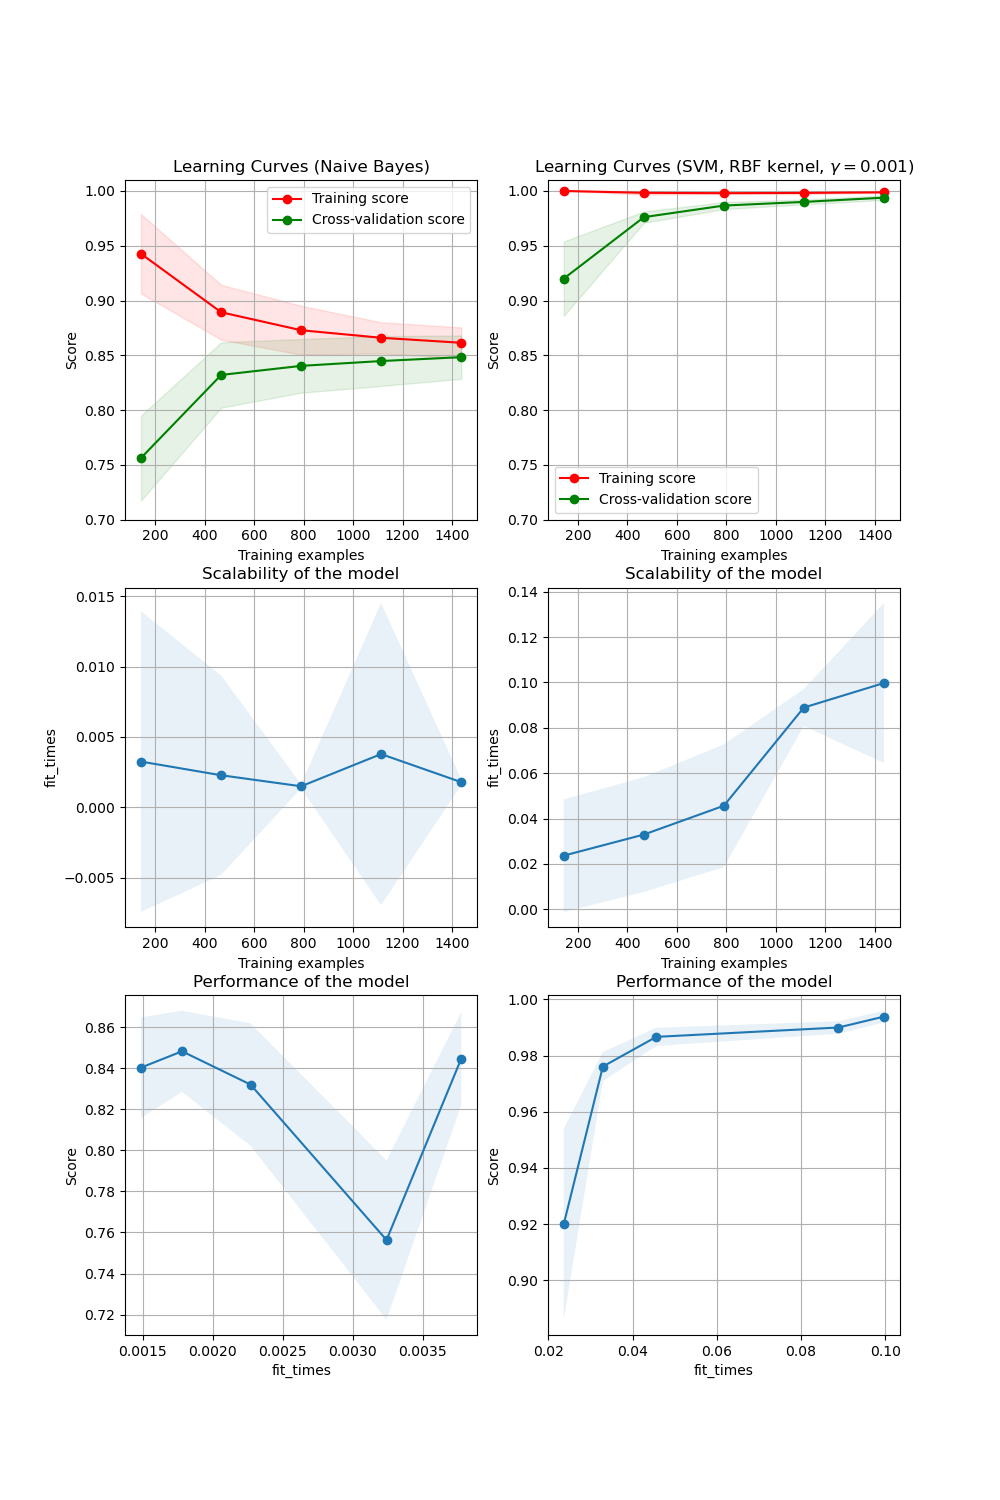 Learning Curves (Naive Bayes)
Score
1.00
0.95
0.90
0.85
0.80
0.75
0.70
Training score
Cross-validation score
200 400 600 800 1000 1200 1400
Training examples
Learning Curves (SVM, RBF kernel, γ = 0.001)
Score
1.00
0.95
0.90
0.85
0.80
0.75
0.70
Training score
Cross-validation score
200 400 600 800 1000 1200 1400
Training examples
Scalability of the model
fit_times
0.015
0.010
0.005
0.000
−0.005
200 400 600 800 1000 1200 1400
Training examples
Scalability of the model
fit_times
0.14
0.12
0.10
0.08
0.06
0.04
0.02
0.00
200 400 600 800 1000 1200 1400
Training examples
Performance of the model
Score
0.86
0.84
0.82
0.80
0.78
0.76
0.74
0.72
0.0015 0.0020 0.0025 0.0030 0.0035
fit_times
Performance of the model
Score
1.00
0.98
0.96
0.94
0.92
0.90
0.02 0.04 0.06 0.08 0.10
fit_times